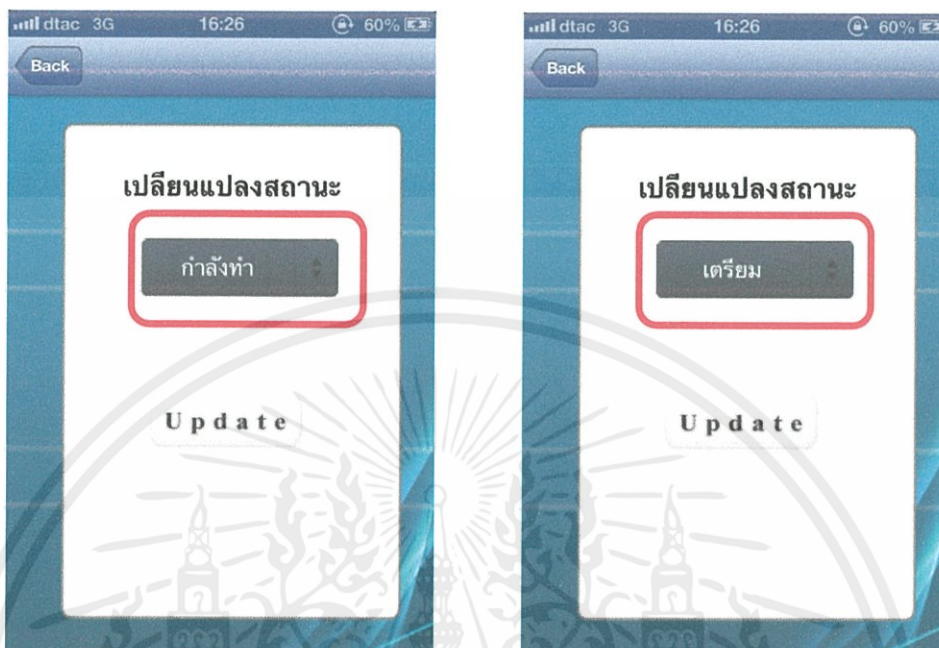 dtac 3G 16:26 60%
Back
เปลี่ยนแปลงสถานะ
กำลังทำ
Update
dtac 3G 16:26 60%
Back
เปลี่ยนแปลงสถานะ
เตรียม
Update